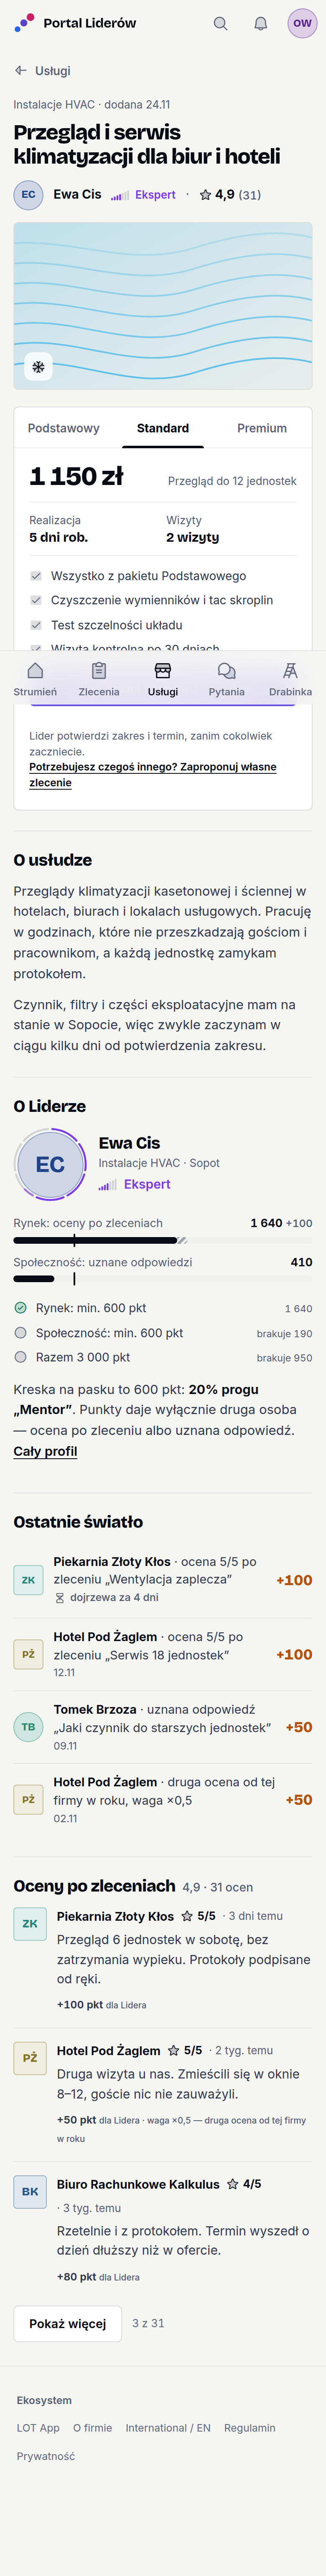 Portal Liderów
OW
Usługi
Instalacje HVAC · dodana 24.11
Przegląd i serwis
klimatyzacji dla biur i hoteli
EC Ewa Cis Ekspert · 4,9 (31)
Podstawowy Standard Premium
1 150 zł Przegląd do 12 jednostek
Realizacja Wizyty
5 dni rob. 2 wizyty
Wszystko z pakietu Podstawowego
Czyszczenie wymienników i tac skroplin
Test szczelności układu
Wizyta kontrolna po 30 dniach
Strumień Zlecenia Usługi Pytania Drabinka
Lider potwierdzi zakres i termin, zanim cokolwiek
zaczniecie.
Potrzebujesz czegoś innego? Zaproponuj własne
zlecenie
O usłudze
Przeglądy klimatyzacji kasetonowej i ściennej w
hotelach, biurach i lokalach usługowych. Pracuję
w godzinach, które nie przeszkadzają gościom i
pracownikom, a każdą jednostkę zamykam
protokołem.
Czynnik, filtry i części eksploatacyjne mam na
stanie w Sopocie, więc zwykle zaczynam w
ciągu kilku dni od potwierdzenia zakresu.
O Liderze
EC
Ewa Cis
Instalacje HVAC · Sopot
Ekspert
Rynek: oceny po zleceniach 1 640 +100
Społeczność: uznane odpowiedzi 410
Rynek: min. 600 pkt 1 640
Społeczność: min. 600 pkt brakuje 190
Razem 3 000 pkt brakuje 950
Kreska na pasku to 600 pkt: 20% progu
„Mentor”. Punkty daje wyłącznie druga osoba
— ocena po zleceniu albo uznana odpowiedź.
Cały profil
Ostatnie światło
ZK Piekarnia Złoty Kłos · ocena 5/5 po
zleceniu „Wentylacja zaplecza” +100
dojrzewa za 4 dni
PŻ Hotel Pod Żaglem · ocena 5/5 po
zleceniu „Serwis 18 jednostek” +100
12.11
TB Tomek Brzoza · uznana odpowiedź
„Jaki czynnik do starszych jednostek” +50
09.11
PŻ Hotel Pod Żaglem · druga ocena od tej
firmy w roku, waga ×0,5 +50
02.11
Oceny po zleceniach 4,9 · 31 ocen
ZK Piekarnia Złoty Kłos 5/5 · 3 dni temu
Przegląd 6 jednostek w sobotę, bez
zatrzymania wypieku. Protokoły podpisane
od ręki.
+100 pkt dla Lidera
PŻ Hotel Pod Żaglem 5/5 · 2 tyg. temu
Druga wizyta u nas. Zmieścili się w oknie
8–12, goście nic nie zauważyli.
+50 pkt dla Lidera · waga ×0,5 — druga ocena od tej firmy
w roku
BK Biuro Rachunkowe Kalkulus 4/5
· 3 tyg. temu
Rzetelnie i z protokołem. Termin wyszedł o
dzień dłuższy niż w ofercie.
+80 pkt dla Lidera
Pokaż więcej 3 z 31
Ekosystem
LOT App O firmie International / EN Regulamin
Prywatność